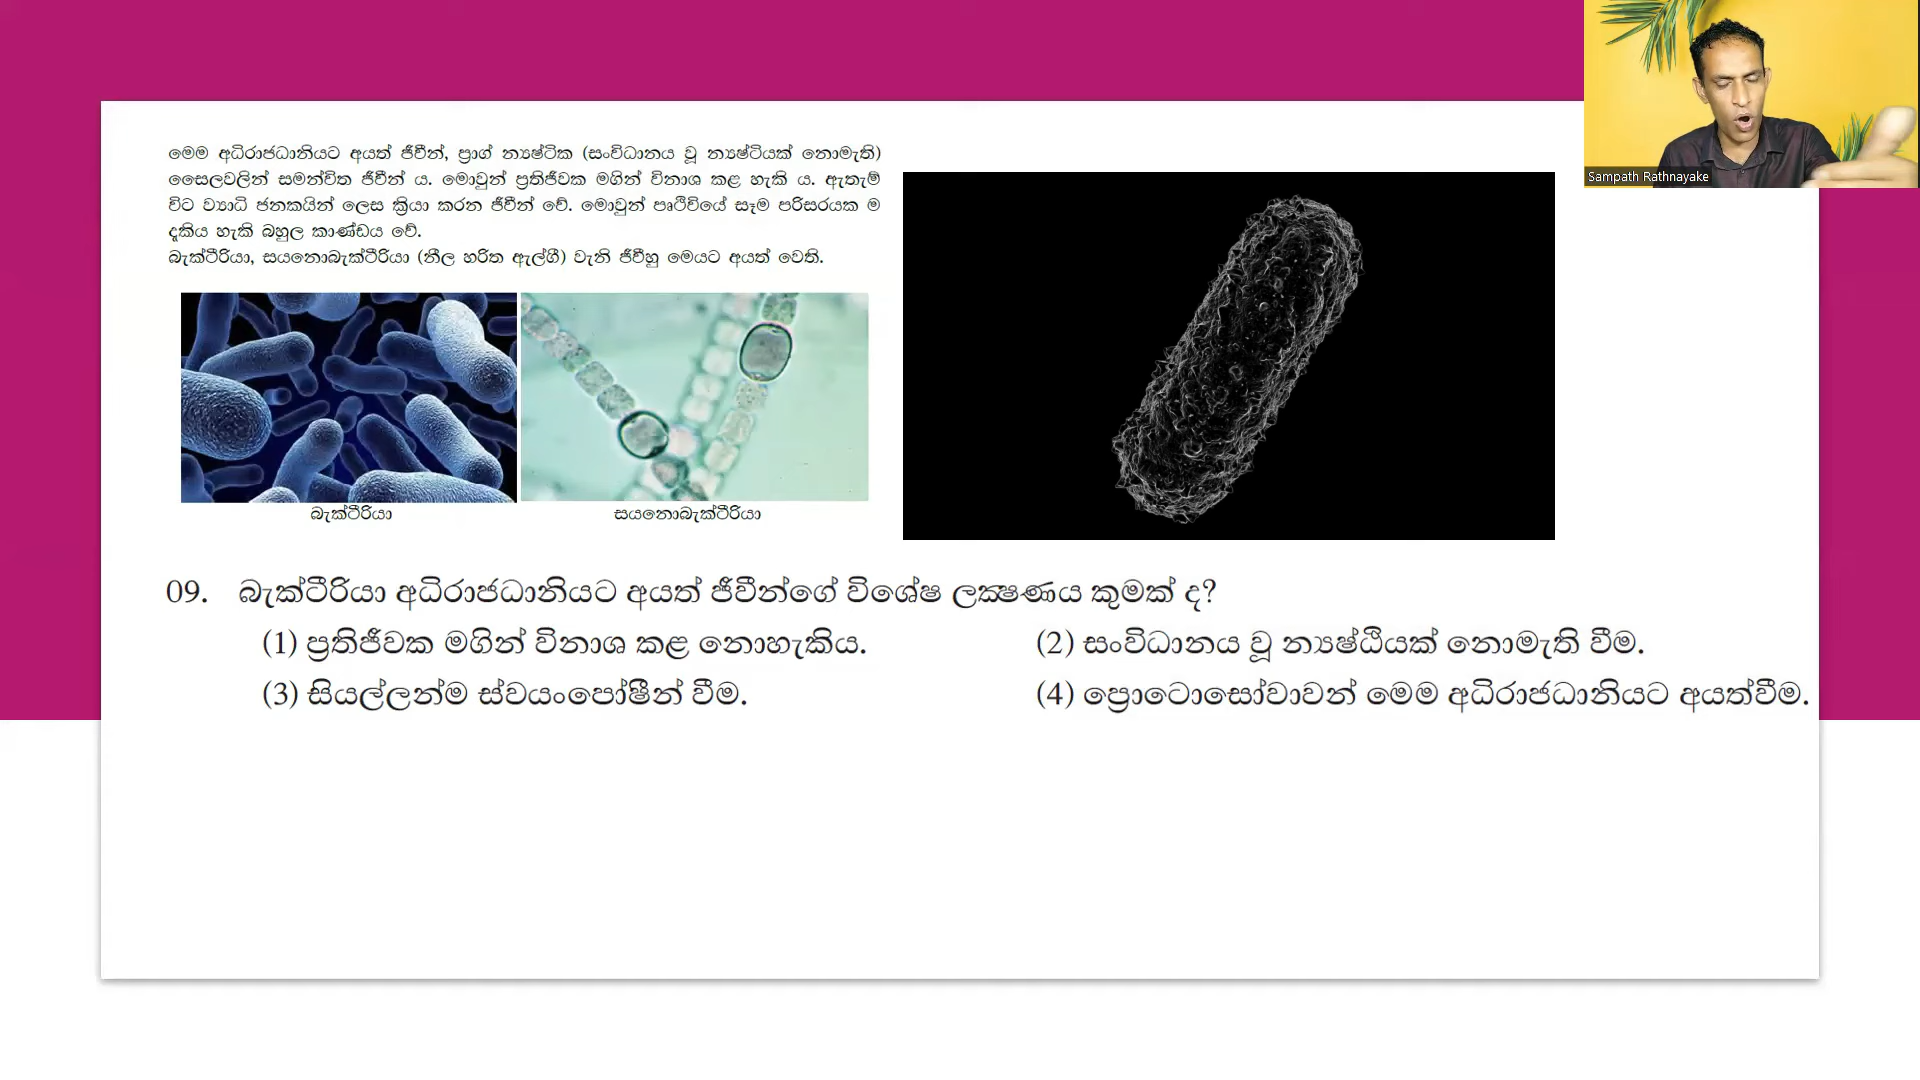 මෙම අධිරාජධානියට අයත් ජීවීන්, ප්‍රාග් න්‍යෂ්ටික (සංවිධානය වූ න්‍යෂ්ටියක් නොමැති)
සෛලවලින් සමන්විත ජීවීන් ය. මොවුන් ප්‍රතිජීවක මගින් විනාශ කළ හැකි ය. ඇතැම්
විට ව්‍යාධි ජනකයින් ලෙස ක්‍රියා කරන ජීවීන් වේ. මොවුන් පෘථිවියේ සෑම පරිසරයක ම
දැකිය හැකි බහුල කාණ්ඩය වේ.
බැක්ටීරියා, සයනොබැක්ටීරියා (නීල හරිත ඇල්ගී) වැනි ජීවීහු මෙයට අයත් වෙති.
බැක්ටීරියා
සයනොබැක්ටීරියා
09. බැක්ටීරියා අධිරාජධානියට අයත් ජීවීන්ගේ විශේෂ ලක්‍ෂණය කුමක් ද?
(1) ප්‍රතිජීවක මගින් විනාශ කළ නොහැකිය.
(2) සංවිධානය වූ න්‍යෂ්ඨියක් නොමැති වීම.
(3) සියල්ලන්ම ස්වයංපෝෂීන් වීම.
(4) ප්‍රොටොසෝවාවන් මෙම අධිරාජධානියට අයත්වීම.
Sampath Rathnayake